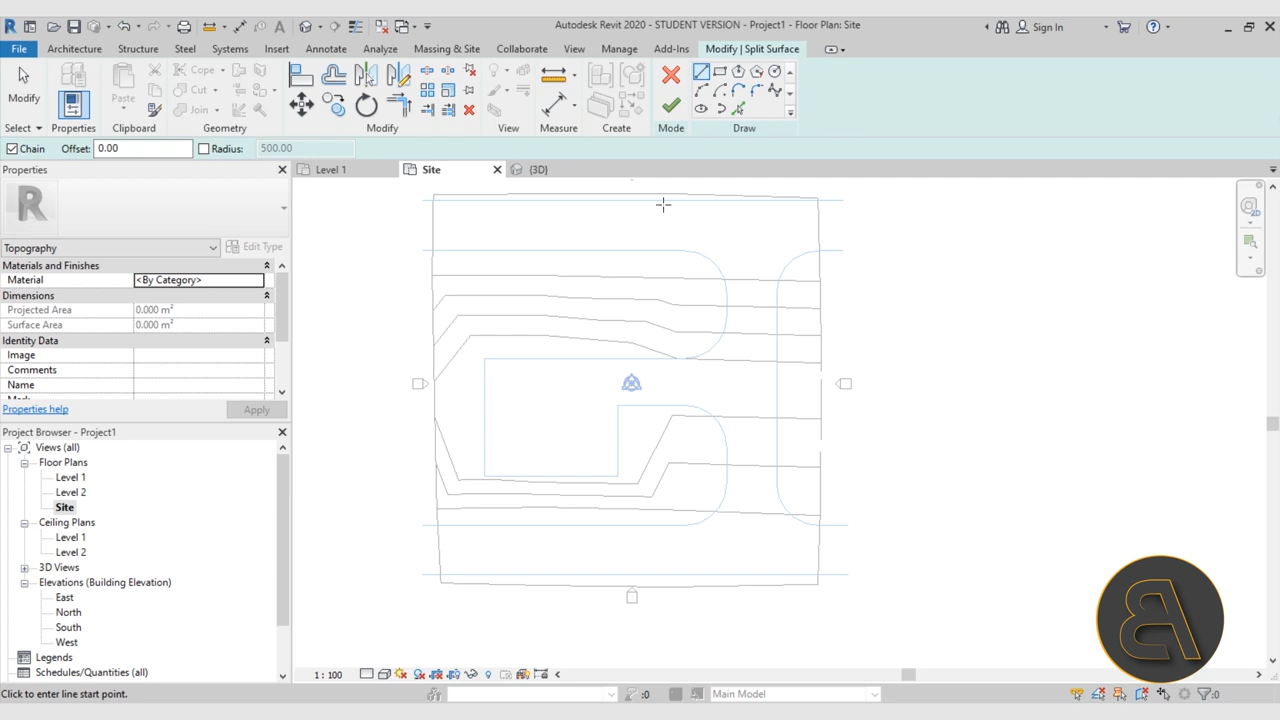 Autodesk Revit 2020 - STUDENT VERSION - Project1 - Floor Plan: Site
Sign In
File Architecture Structure Steel Systems Insert Annotate Analyze Massing & Site Collaborate View Manage Add-Ins Modify | Split Surface
Modify
Paste
Cope
Cut
Join
Select Properties Clipboard Geometry Modify View Measure Create Mode Draw
Chain Offset: 0.00 Radius: 500.00
Properties
Level 1 Site {3D}
Topography Edit Type
Materials and Finishes
Material <By Category>
Dimensions
Projected Area 0.000 m²
Surface Area 0.000 m²
Identity Data
Image
Comments
Name
Properties help Apply
Project Browser - Project1
Views (all)
Floor Plans
Level 1
Level 2
Site
Ceiling Plans
Level 1
Level 2
3D Views
Elevations (Building Elevation)
East
North
South
West
Legends
Schedules/Quantities (all)
1 : 100
Click to enter line start point. :0 Main Model :0